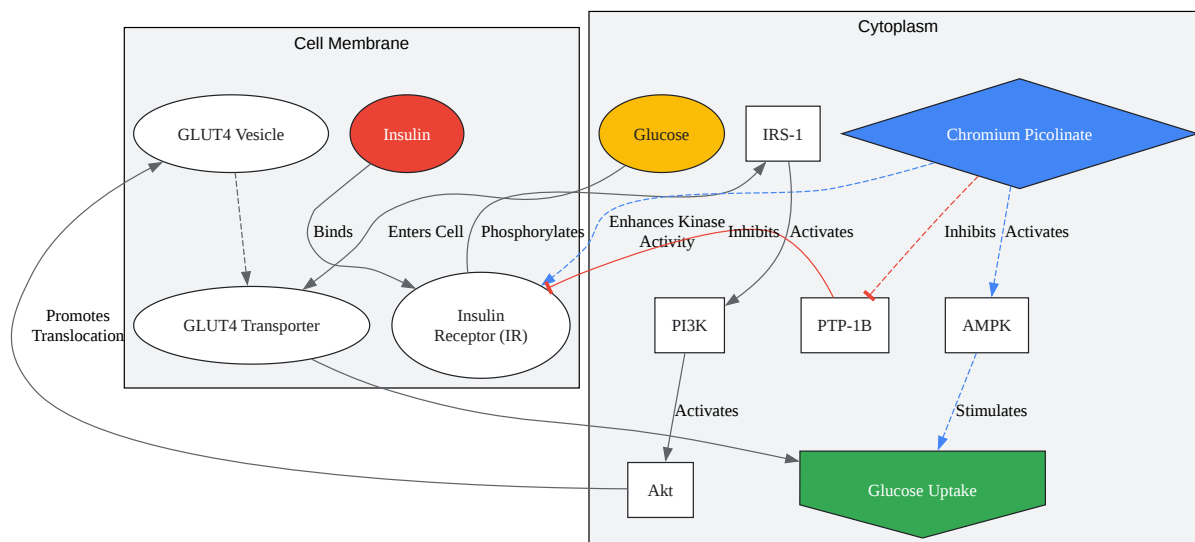 Cell Membrane
Cytoplasm
GLUT4 Vesicle
Insulin
Glucose
IRS-1
Chromium Picolinate
Binds
Enters Cell
Phosphorylates
Enhances Kinase
Activity
Inhibits
Activates
Inhibits
Activates
Promotes
Translocation
GLUT4 Transporter
Insulin
Receptor (IR)
PI3K
PTP-1B
AMPK
Activates
Stimulates
Akt
Glucose Uptake